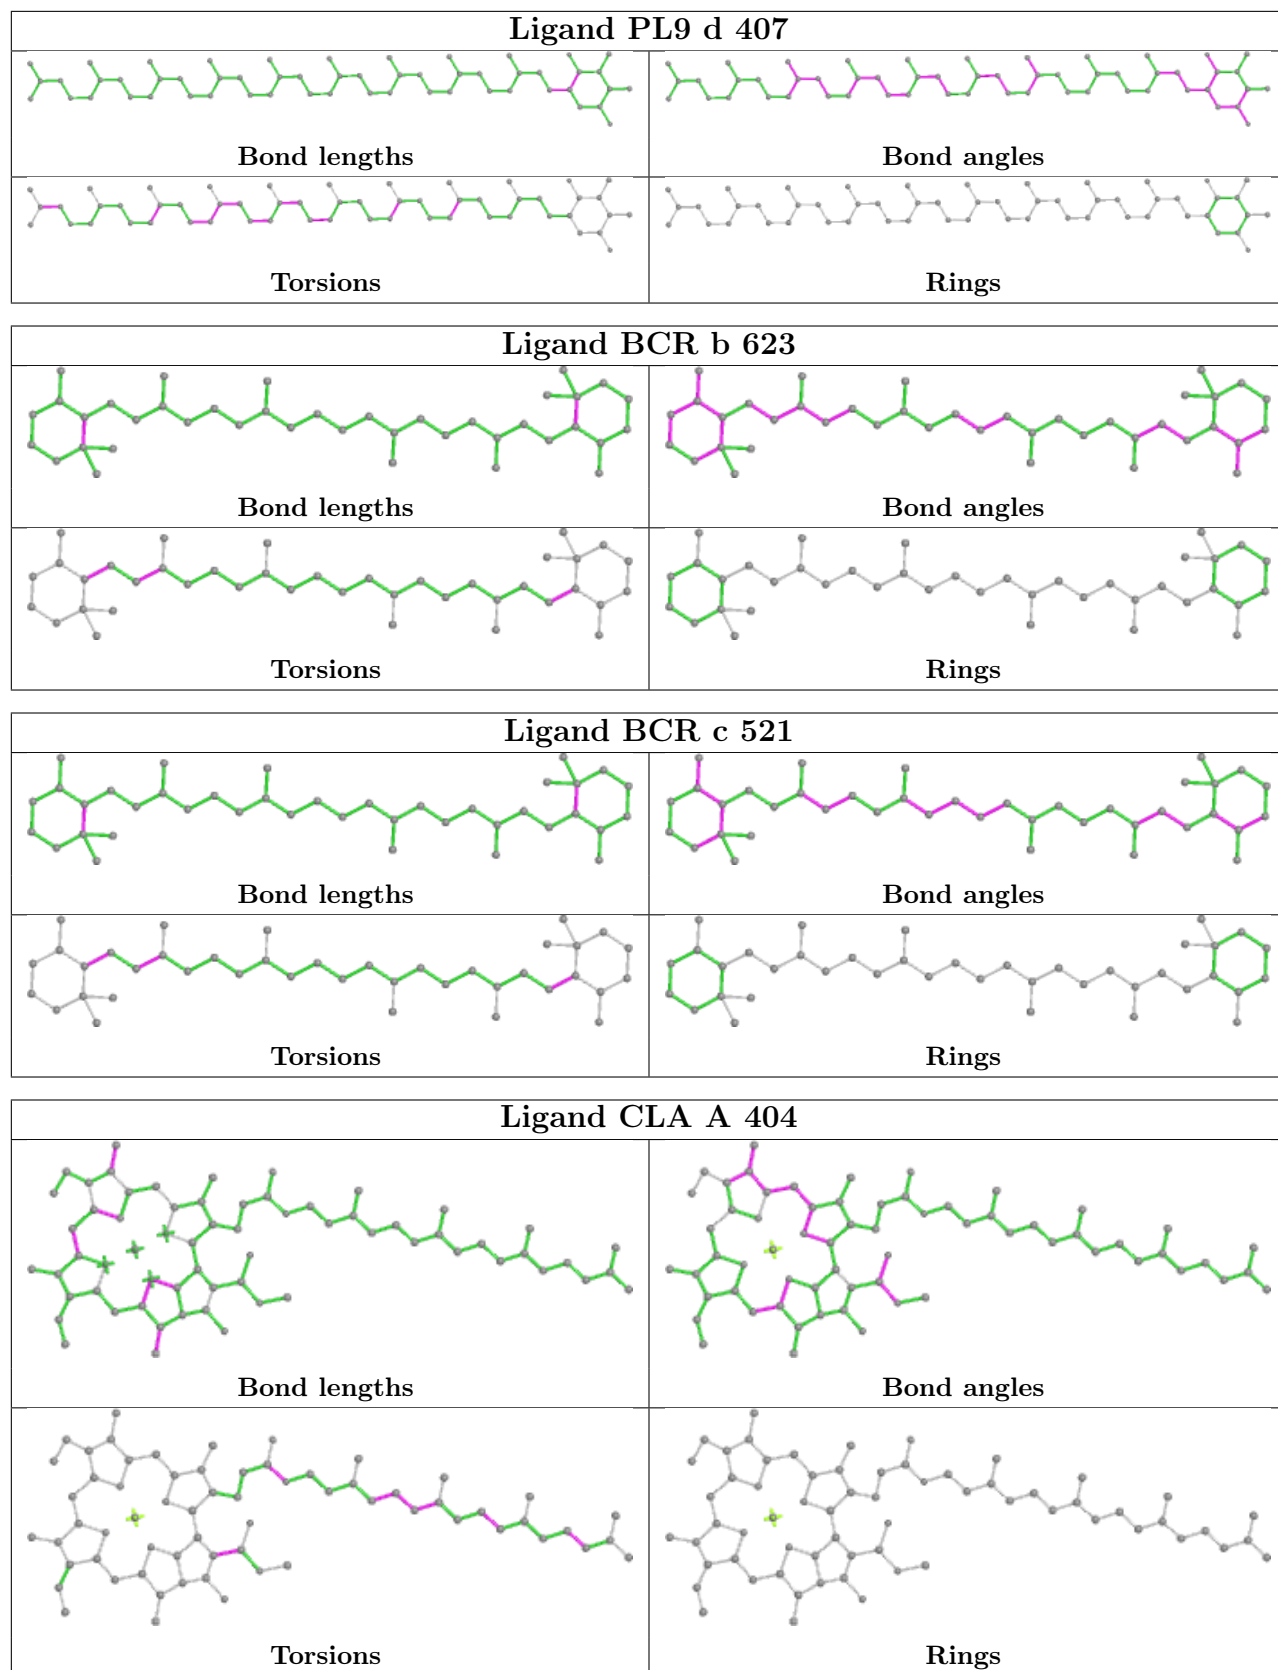 Ligand PL9 d 407
Bond lengths
Bond angles
Torsions
Rings
Ligand BCR b 623
Bond lengths
Bond angles
Torsions
Rings
Ligand BCR c 521
Bond lengths
Bond angles
Torsions
Rings
Ligand CLA A 404
Bond lengths
Bond angles
Torsions
Rings